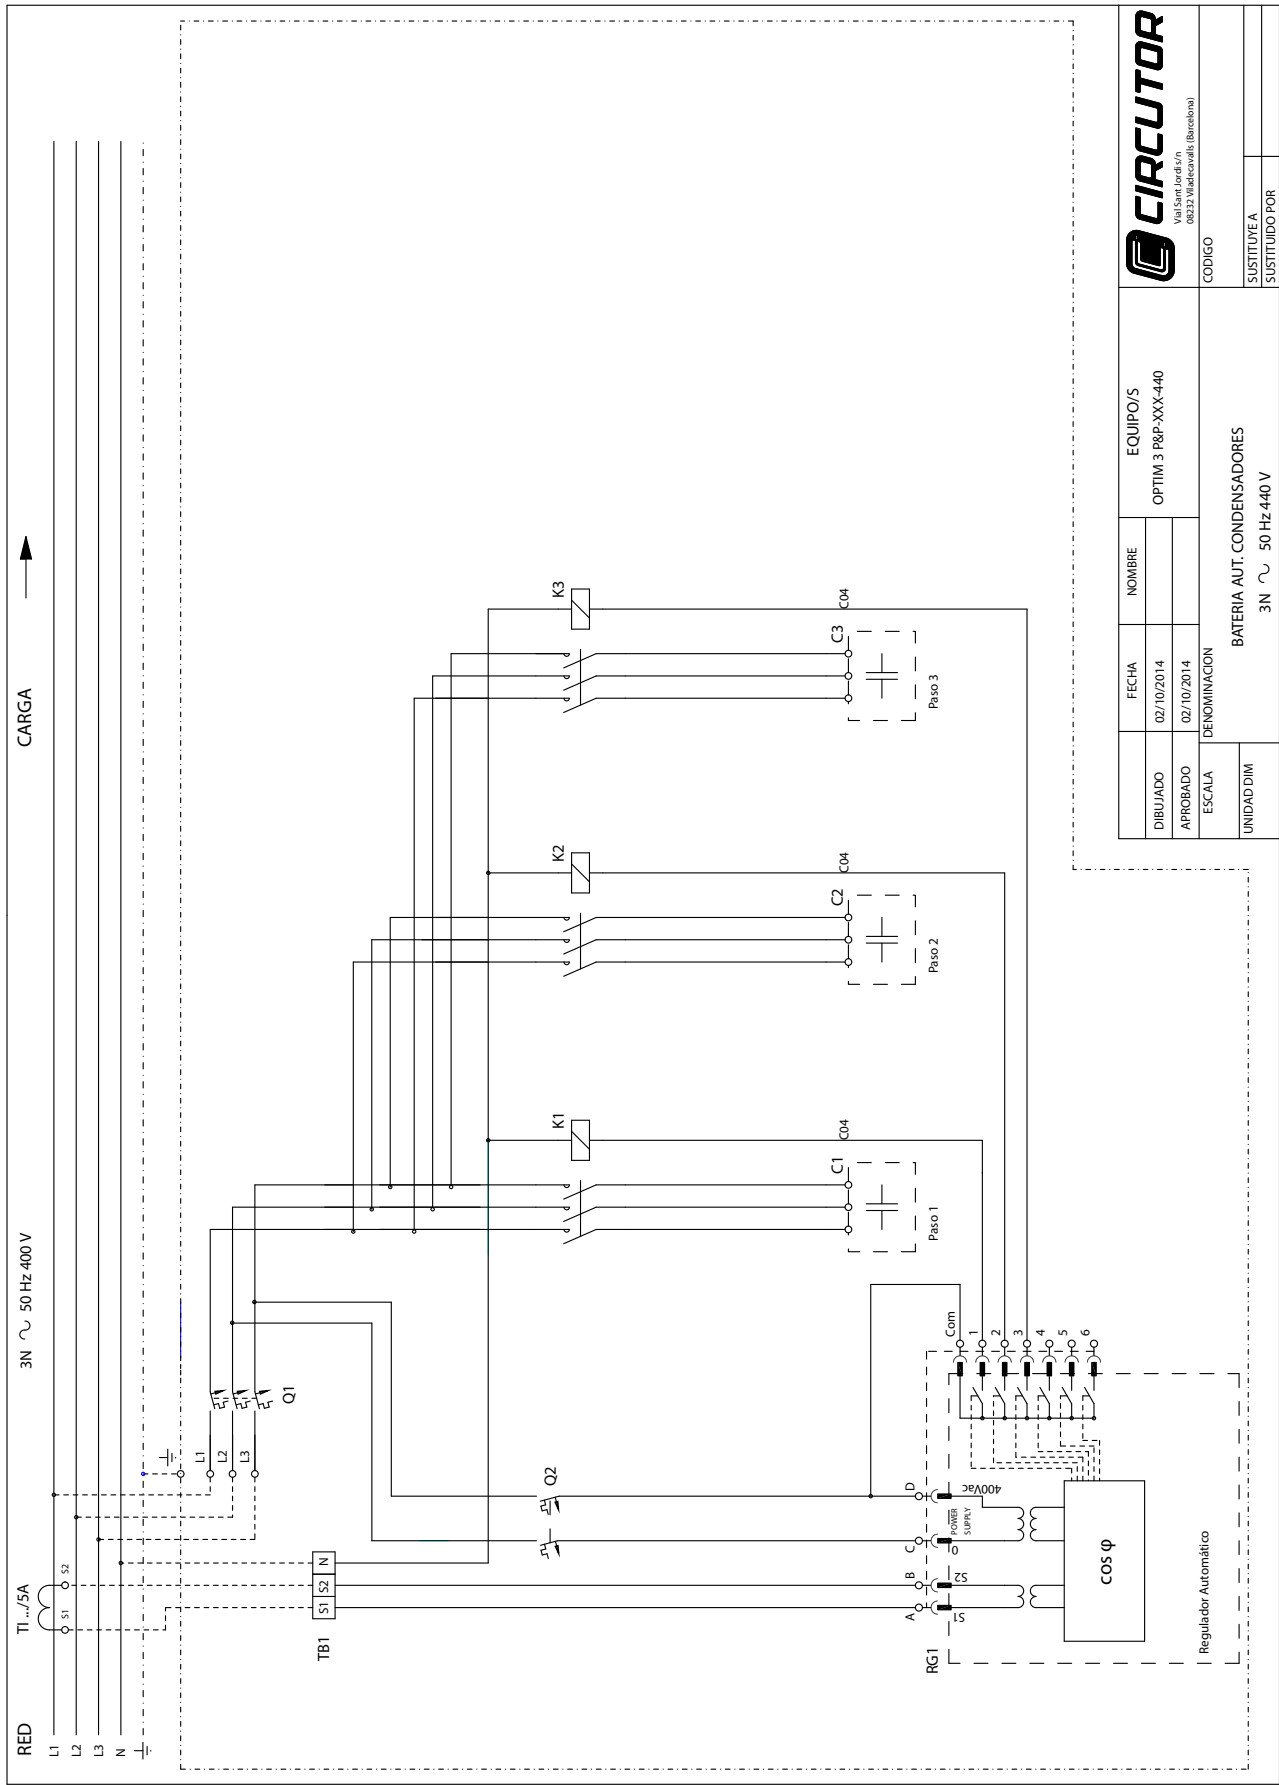 RED
TI .../5A
3N ∿ 50 Hz 400 V
CARGA
S1
S2
L1
L2
L3
N
L1
L2
L3
Q1
TB1
S1
S2
N
Q2
K1
K2
K3
C04
C04
C04
C1
C2
C3
Paso 1
Paso 2
Paso 3
RG1
A
B
C
D
S1
S2
0
POWER
SUPPLY
400Vac
Com
1
2
3
4
5
6
cos φ
Regulador Automático
FECHA
NOMBRE
EQUIPO/S
DIBUJADO
02/10/2014
OPTIM 3 P&P-XXX-440
APROBADO
02/10/2014
ESCALA
DENOMINACION
UNIDAD DIM
BATERIA AUT. CONDENSADORES
3N ∿ 50 Hz 440 V
CIRCUTOR
Vial Sant Jordi s/n
08232 Viladecavalls (Barcelona)
CODIGO
SUSTITUYE A
SUSTITUIDO POR